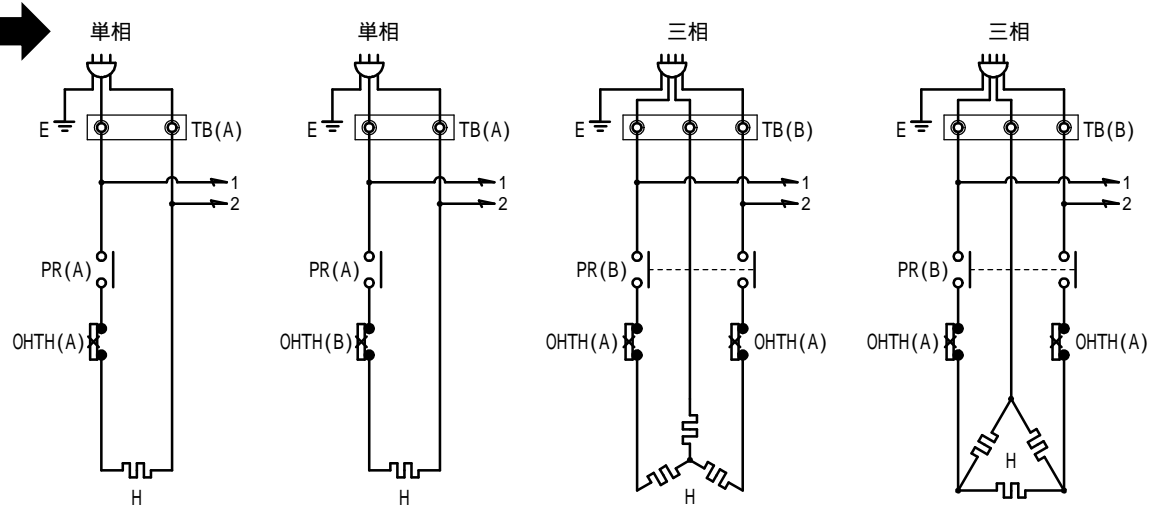 単相 単相 三相 三相
E TB(A) E TB(A) E TB(B) E TB(B)
1 1 1 1
2 2 2 2
PR(A) PR(A) PR(B) PR(B)
OHTH(A) OHTH(B) OHTH(A) OHTH(A) OHTH(A) OHTH(A)
H
H H H